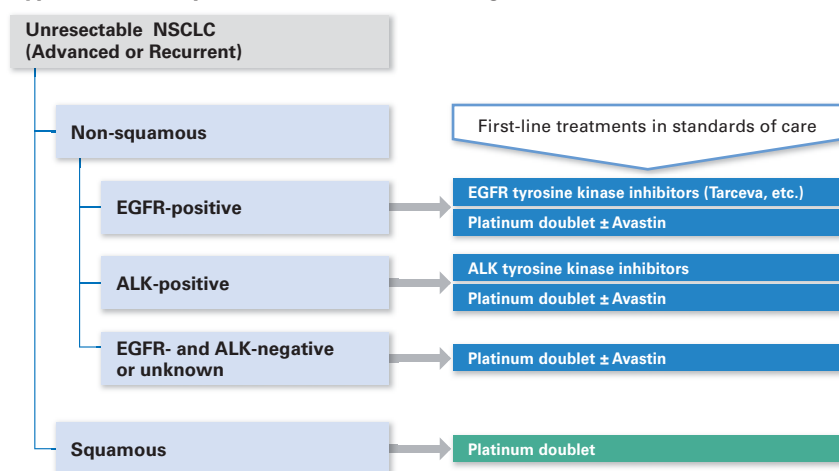 Unresectable NSCLC
(Advanced or Recurrent)
Non-squamous
First-line treatments in standards of care
EGFR-positive
EGFR tyrosine kinase inhibitors (Tarceva, etc.)
Platinum doublet ± Avastin
ALK-positive
ALK tyrosine kinase inhibitors
Platinum doublet ± Avastin
EGFR- and ALK-negative
or unknown
Platinum doublet ± Avastin
Squamous
Platinum doublet